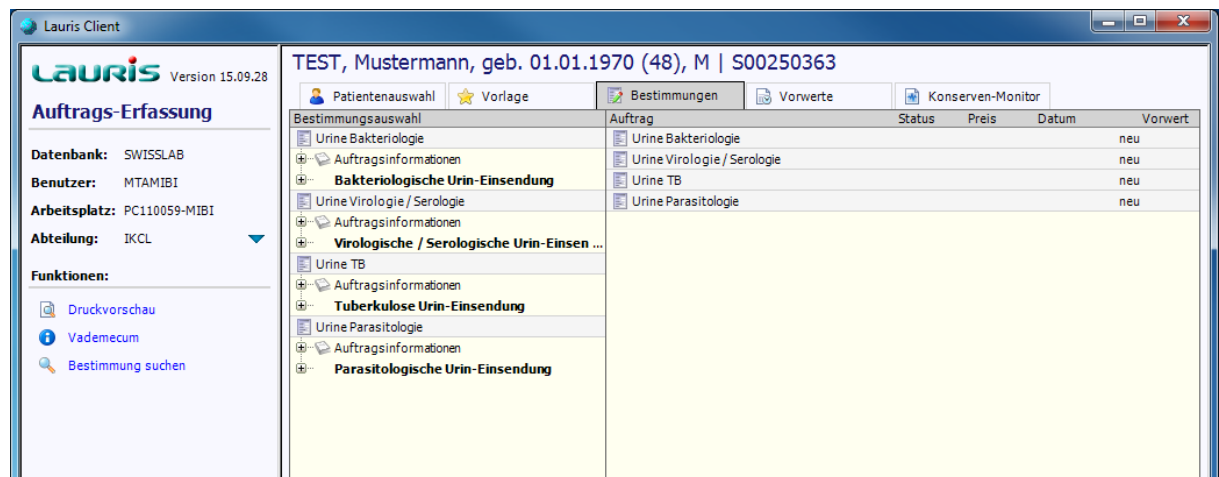 Lauris Client
Lauris Version 15.09.28
Auftrags-Erfassung
Datenbank: SWISSLAB
Benutzer: MTAMIBI
Arbeitsplatz: PC110059-MIBI
Abteilung: IKCL
Funktionen:
Druckvorschau
Vademecum
Bestimmung suchen
TEST, Mustermann, geb. 01.01.1970 (48), M | S00250363
Patientenauswahl Vorlage Bestimmungen Vorwerte Konserven-Monitor
Bestimmungsauswahl
Urine Bakteriologie
Auftragsinformationen
Bakteriologische Urin-Einsendung
Urine Virologie / Serologie
Auftragsinformationen
Virologische / Serologische Urin-Einsen ...
Urine TB
Auftragsinformationen
Tuberkulose Urin-Einsendung
Urine Parasitologie
Auftragsinformationen
Parasitologische Urin-Einsendung
Auftrag Status Preis Datum Vorwert
Urine Bakteriologie neu
Urine Virologie / Serologie neu
Urine TB neu
Urine Parasitologie neu